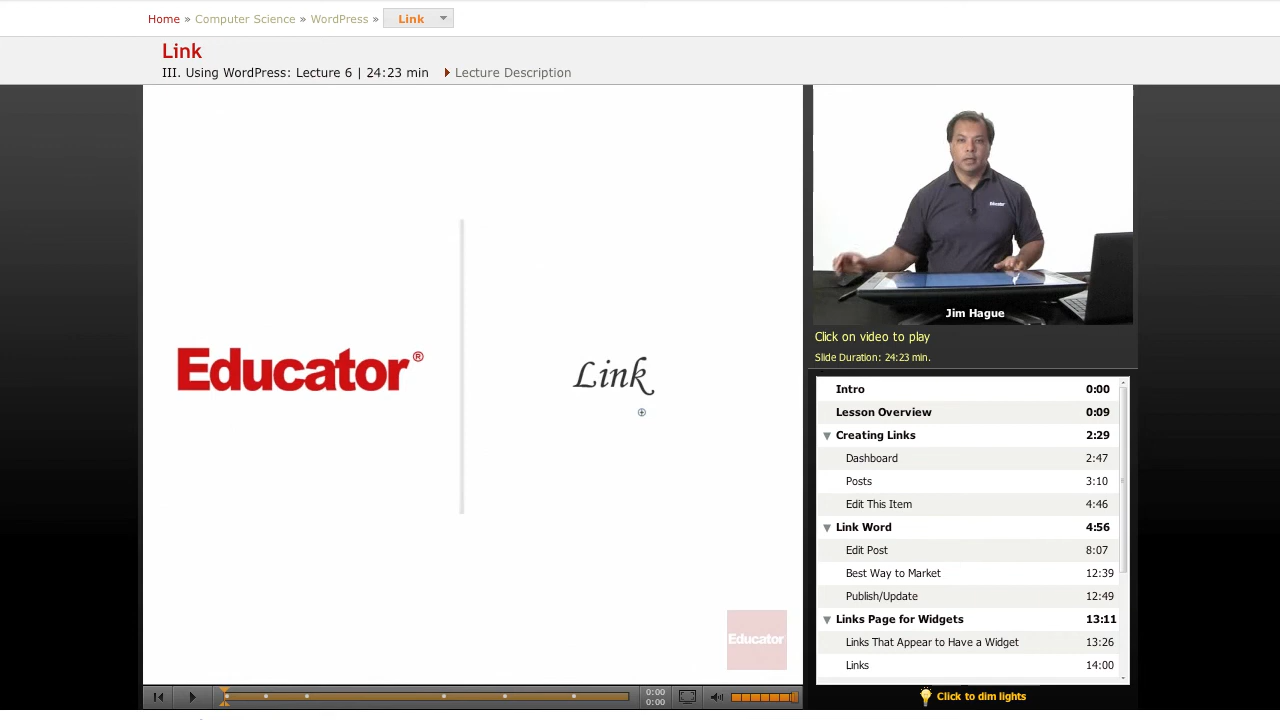 Home » Computer Science » WordPress » Link
Link
III. Using WordPress: Lecture 6 | 24:23 min Lecture Description
Educator®
Link
Educator
0:00
0:00
Educator
Jim Hague
Click on video to play
Slide Duration: 24:23 min.
Intro 0:00
Lesson Overview 0:09
Creating Links 2:29
Dashboard 2:47
Posts 3:10
Edit This Item 4:46
Link Word 4:56
Edit Post 8:07
Best Way to Market 12:39
Publish/Update 12:49
Links Page for Widgets 13:11
Links That Appear to Have a Widget 13:26
Links 14:00
Click to dim lights